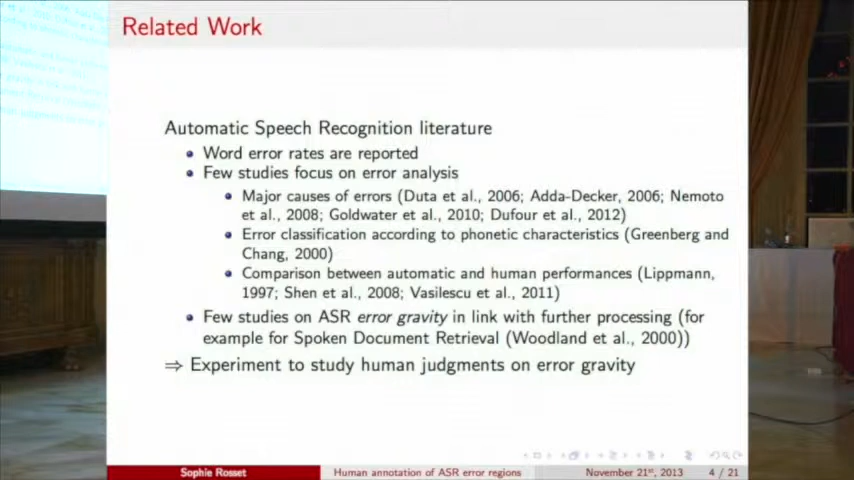 Related Work
Automatic Speech Recognition literature
Word error rates are reported
Few studies focus on error analysis
Major causes of errors (Duta et al., 2006; Adda-Decker, 2006; Nemoto
et al., 2008; Goldwater et al., 2010; Dufour et al., 2012)
Error classification according to phonetic characteristics (Greenberg and
Chang, 2000)
Comparison between automatic and human performances (Lippmann,
1997; Shen et al., 2008; Vasilescu et al., 2011)
Few studies on ASR error gravity in link with further processing (for
example for Spoken Document Retrieval (Woodland et al., 2000))
⇒ Experiment to study human judgments on error gravity
Sophie Rosset Human annotation of ASR error regions November 21st, 2013 4 / 21